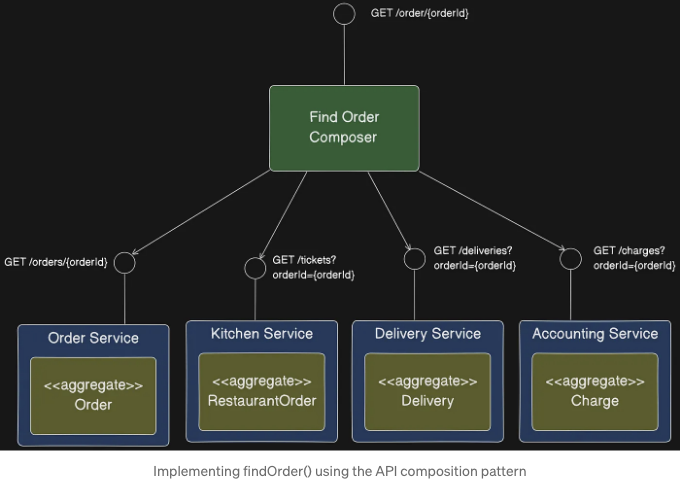 GET /order/{orderId}
Find Order
Composer
GET /orders/{orderId}
GET /tickets?
orderId={orderId}
GET /deliveries?
orderId={orderId}
GET /charges?
orderId={orderId}
Order Service
<<aggregate>>
Order
Kitchen Service
<<aggregate>>
RestaurantOrder
Delivery Service
<<aggregate>>
Delivery
Accounting Service
<<aggregate>>
Charge
Implementing findOrder() using the API composition pattern